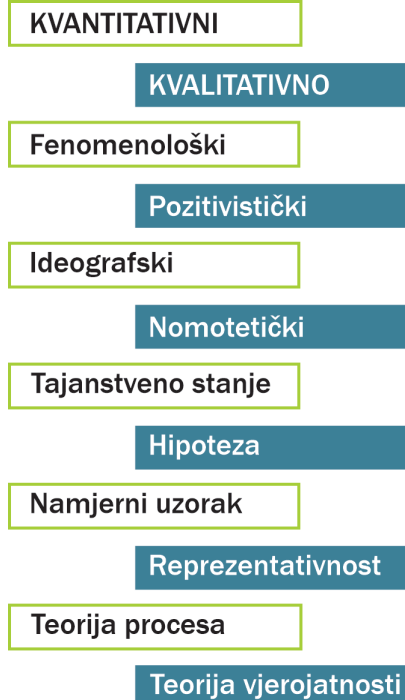 KVANTITATIVNI
KVALITATIVNO
Fenomenološki
Pozitivistički
Ideografski
Nomotetički
Tajanstveno stanje
Hipoteza
Namjerni uzorak
Reprezentativnost
Teorija procesa
Teorija vjerojatnosti